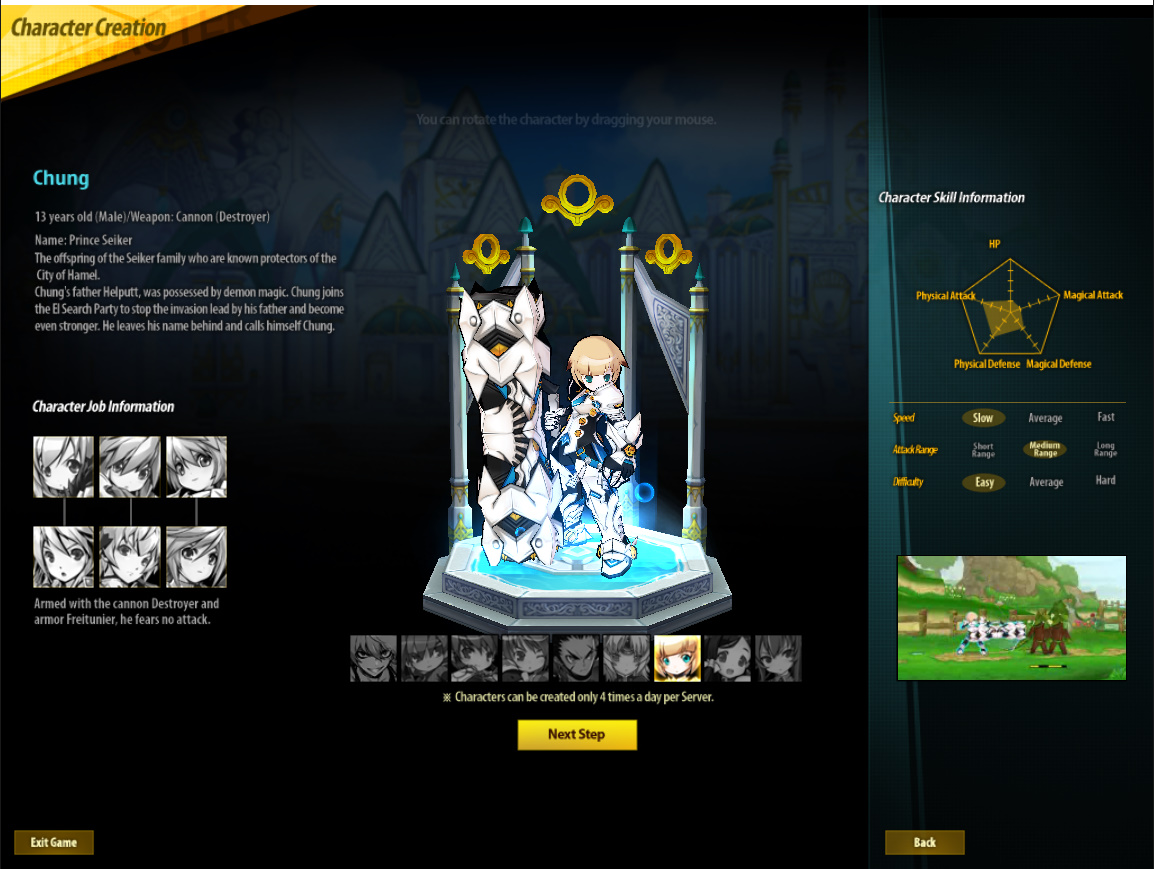 Character Creation
You can rotate the character by dragging your mouse.
Chung
13 years old (Male)/Weapon: Cannon (Destroyer)
Name: Prince Seiker
The offspring of the Seiker family who are known protectors of the
City of Hamel.
Chung's father Helputt, was possessed by demon magic. Chung joins
the El Search Party to stop the invasion lead by his father and become
even stronger. He leaves his name behind and calls himself Chung.
Character Job Information
Armed with the cannon Destroyer and
armor Freitunier, he fears no attack.
※ Characters can be created only 4 times a day per Server.
Next Step
Exit Game
Character Skill Information
HP
Physical Attack
Magical Attack
Physical Defense
Magical Defense
Speed Slow Average Fast
Attack Range Short Range Medium Range Long Range
Difficulty Easy Average Hard
Back